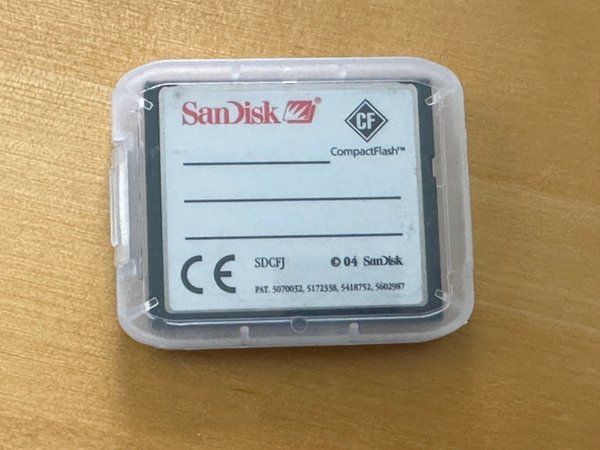 SanDisk ®
CF
CompactFlash™
CE
SDCFJ © 04 SanDisk
PAT. 5070032, 5172338, 5418752, 5602987